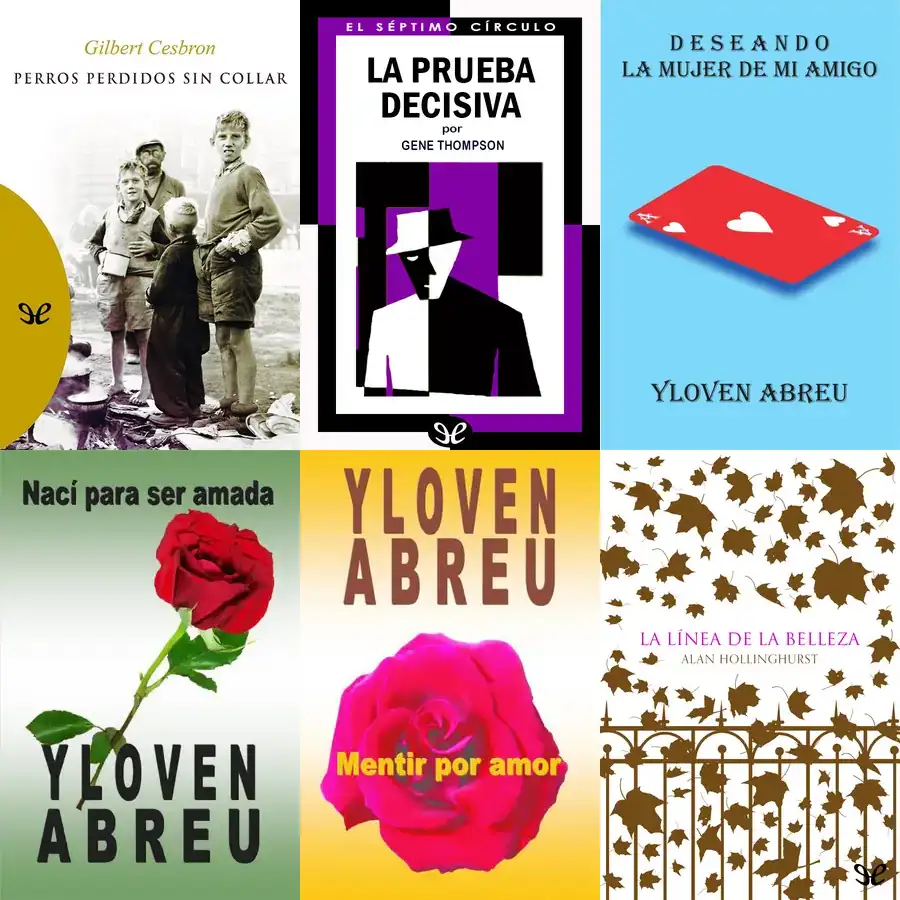 Gilbert Cesbron
PERROS PERDIDOS SIN COLLAR
EL SÉPTIMO CÍRCULO
LA PRUEBA
DECISIVA
por
GENE THOMPSON
DESEANDO
LA MUJER DE MI AMIGO
A
A
YLOVEN ABREU
Nací para ser amada
YLOVEN
ABREU
YLOVEN
ABREU
Mentir por amor
LA LÍNEA DE LA BELLEZA
ALAN HOLLINGHURST